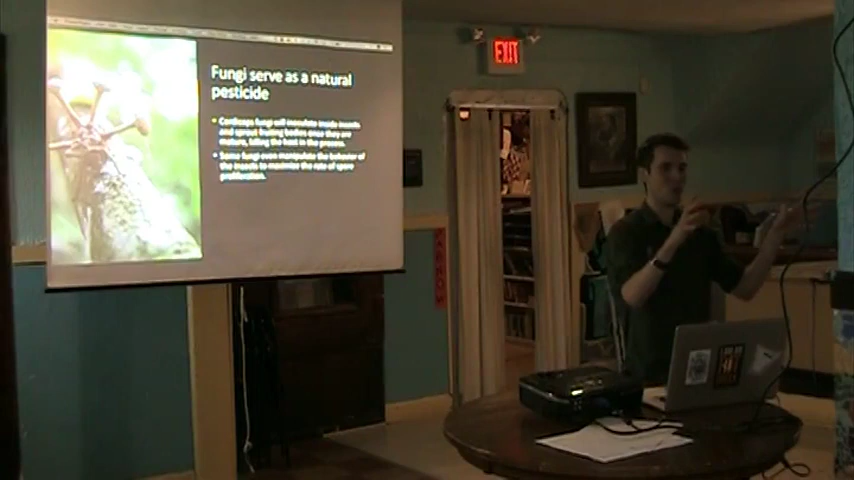 Fungi serve as a natural
pesticide
Cordiceps fungi will inoculate inside insects
and sprout fruiting bodies once they are
mature, killing the host in the process.
Some fungi even manipulate the behavior of
the insects to maximize the rate of spore
proliferation.
EXIT